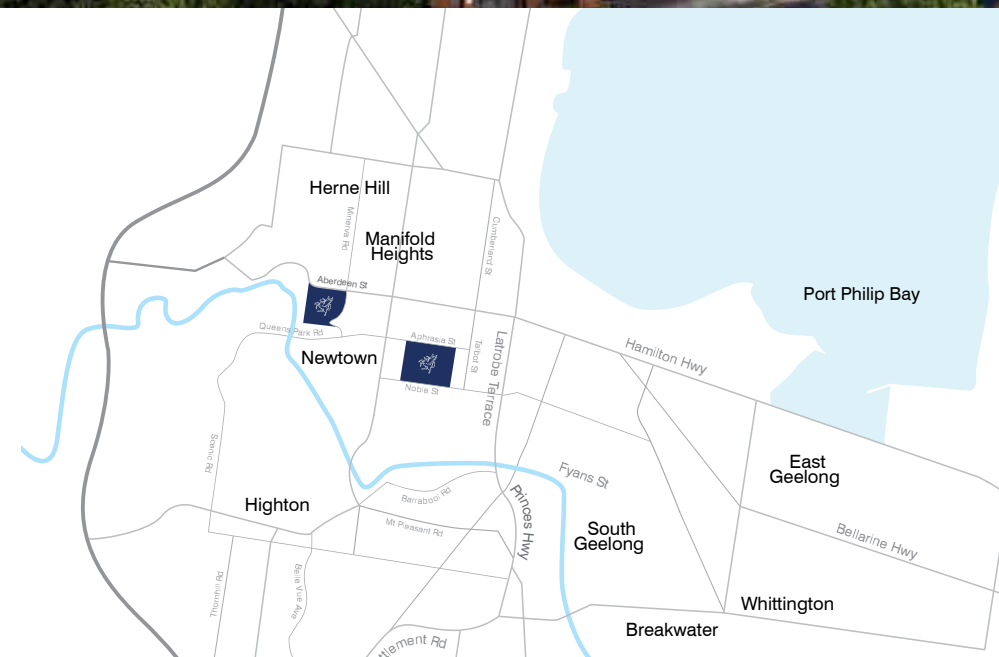 Herne Hill
Minerva Rd
Manifold
Heights
Cumberland St
Aberdeen St
Port Philip Bay
Queens Park Rd
Aphrasia St
Newtown
Talbot St
Latrobe Terrace
Hamilton Hwy
Noble St
Scenic Rd
East
Geelong
Fyans St
Barrabool Rd
Highton
Princes Hwy
Mt Pleasant Rd
South
Geelong
Bellarine Hwy
Thornhill Rd
Belle Vue Ave
Whittington
Breakwater
ttlement Rd